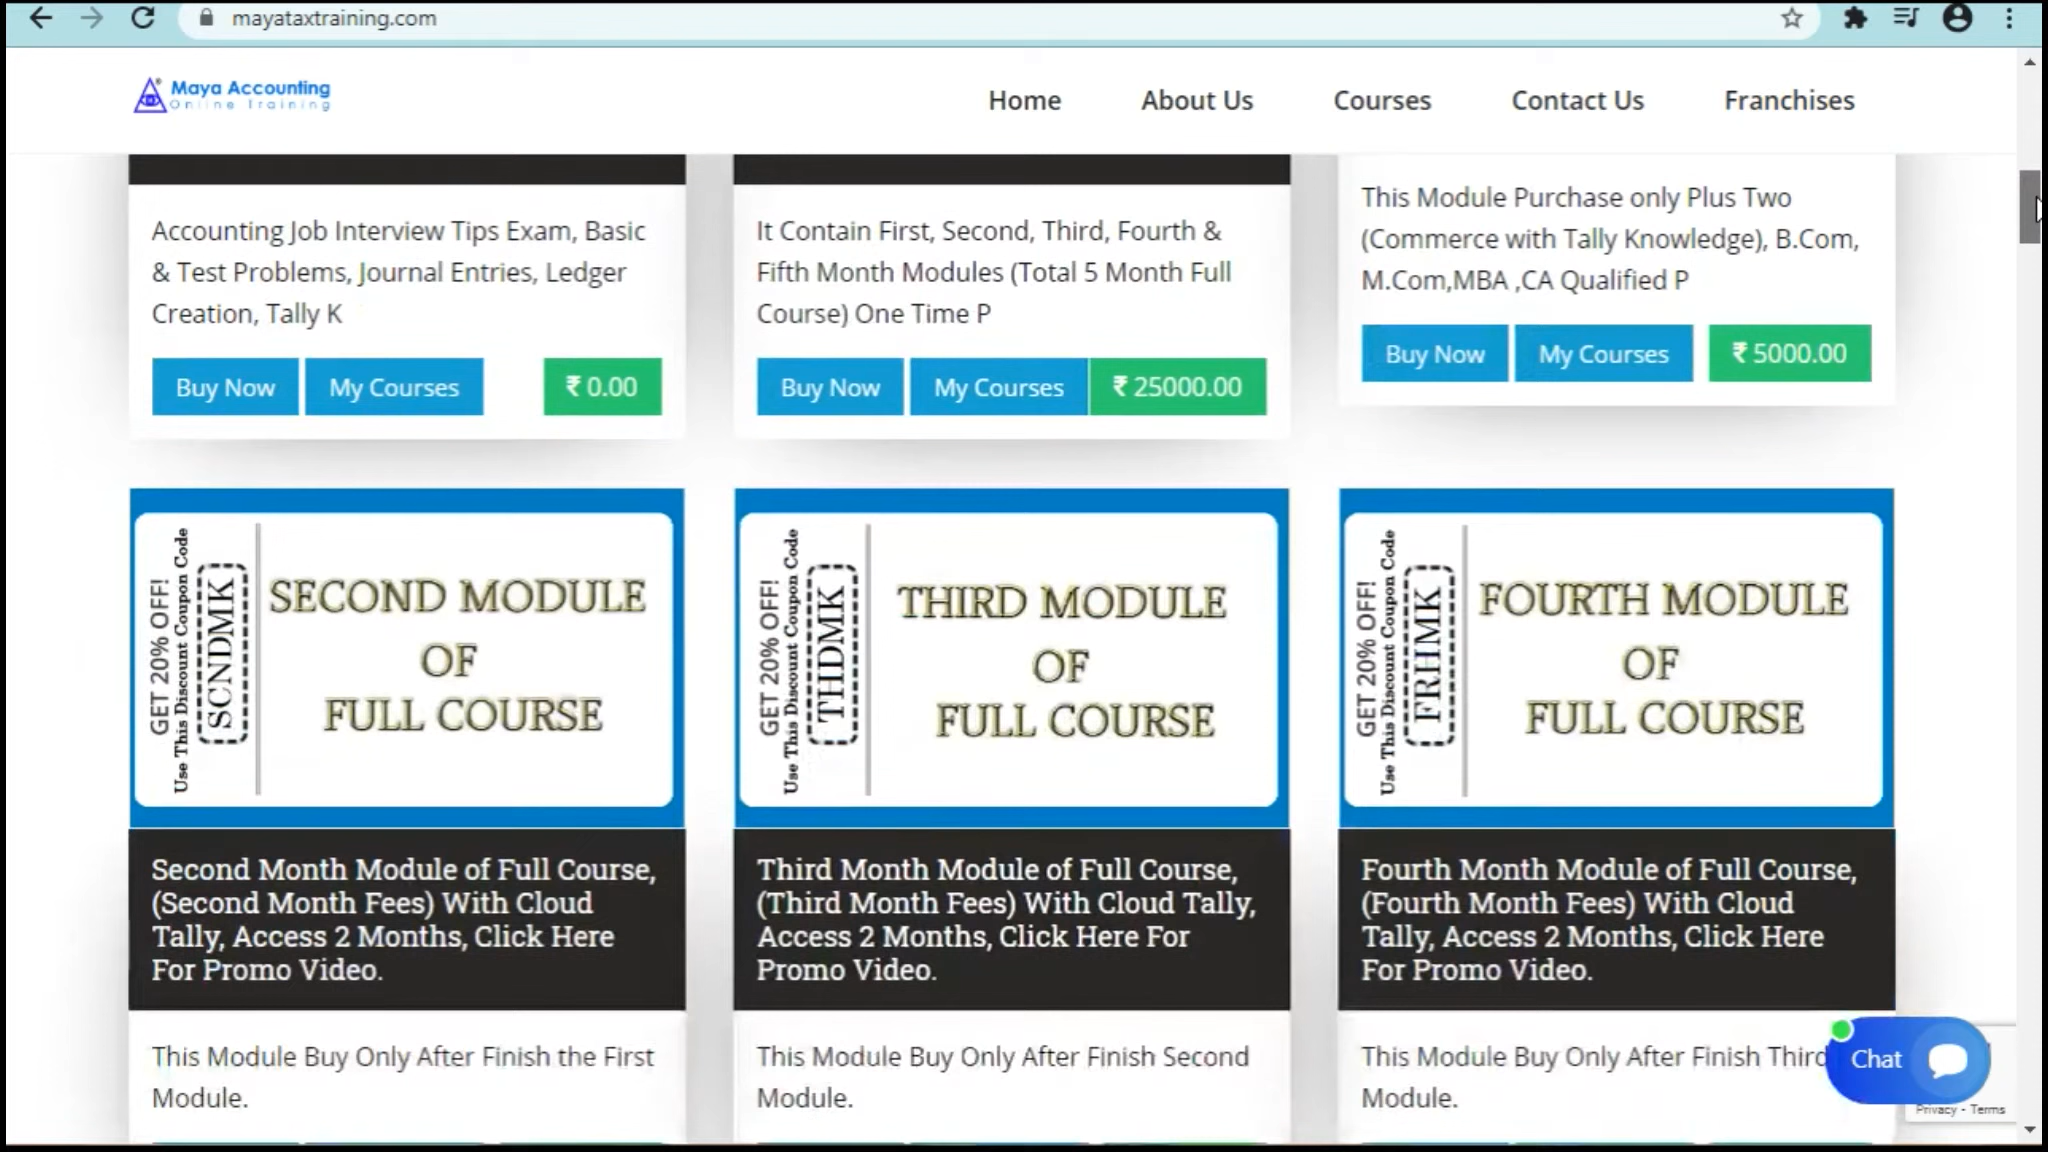 mayataxtraining.com
Maya Accounting
Online Training
Home
About Us
Courses
Contact Us
Franchises
Accounting Job Interview Tips Exam, Basic
& Test Problems, Journal Entries, Ledger
Creation, Tally K
Buy Now
My Courses
₹ 0.00
It Contain First, Second, Third, Fourth &
Fifth Month Modules (Total 5 Month Full
Course) One Time P
Buy Now
My Courses
₹ 25000.00
This Module Purchase only Plus Two
(Commerce with Tally Knowledge), B.Com,
M.Com,MBA ,CA Qualified P
Buy Now
My Courses
₹ 5000.00
GET 20% OFF!
Use This Discount Coupon Code
SCNDMK
SECOND MODULE
OF
FULL COURSE
Second Month Module of Full Course,
(Second Month Fees) With Cloud
Tally, Access 2 Months, Click Here
For Promo Video.
This Module Buy Only After Finish the First
Module.
GET 20% OFF!
Use This Discount Coupon Code
THDMK
THIRD MODULE
OF
FULL COURSE
Third Month Module of Full Course,
(Third Month Fees) With Cloud Tally,
Access 2 Months, Click Here For
Promo Video.
This Module Buy Only After Finish Second
Module.
GET 20% OFF!
Use This Discount Coupon Code
FRHMK
FOURTH MODULE
OF
FULL COURSE
Fourth Month Module of Full Course,
(Fourth Month Fees) With Cloud
Tally, Access 2 Months, Click Here
For Promo Video.
This Module Buy Only After Finish Third
Module.
Chat
Privacy - Terms